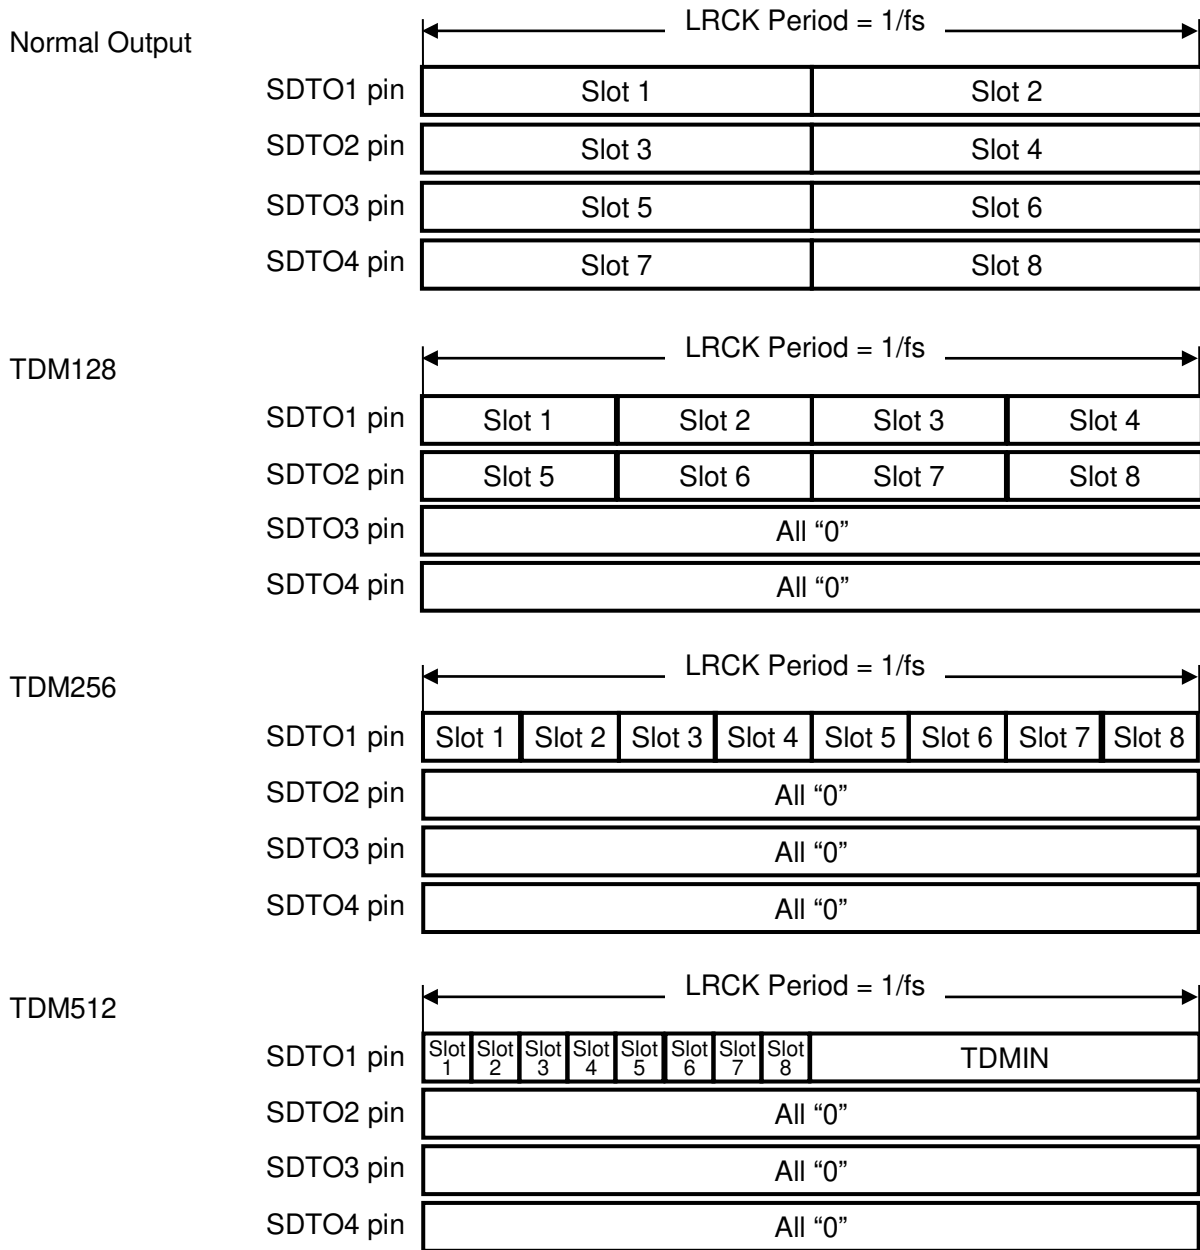 Normal Output
LRCK Period = 1/fs
SDTO1 pin Slot 1 Slot 2
SDTO2 pin Slot 3 Slot 4
SDTO3 pin Slot 5 Slot 6
SDTO4 pin Slot 7 Slot 8
TDM128
LRCK Period = 1/fs
SDTO1 pin Slot 1 Slot 2 Slot 3 Slot 4
SDTO2 pin Slot 5 Slot 6 Slot 7 Slot 8
SDTO3 pin All “0”
SDTO4 pin All “0”
TDM256
LRCK Period = 1/fs
SDTO1 pin Slot 1 Slot 2 Slot 3 Slot 4 Slot 5 Slot 6 Slot 7 Slot 8
SDTO2 pin All “0”
SDTO3 pin All “0”
SDTO4 pin All “0”
TDM512
LRCK Period = 1/fs
SDTO1 pin Slot 1 Slot 2 Slot 3 Slot 4 Slot 5 Slot 6 Slot 7 Slot 8 TDMIN
SDTO2 pin All “0”
SDTO3 pin All “0”
SDTO4 pin All “0”